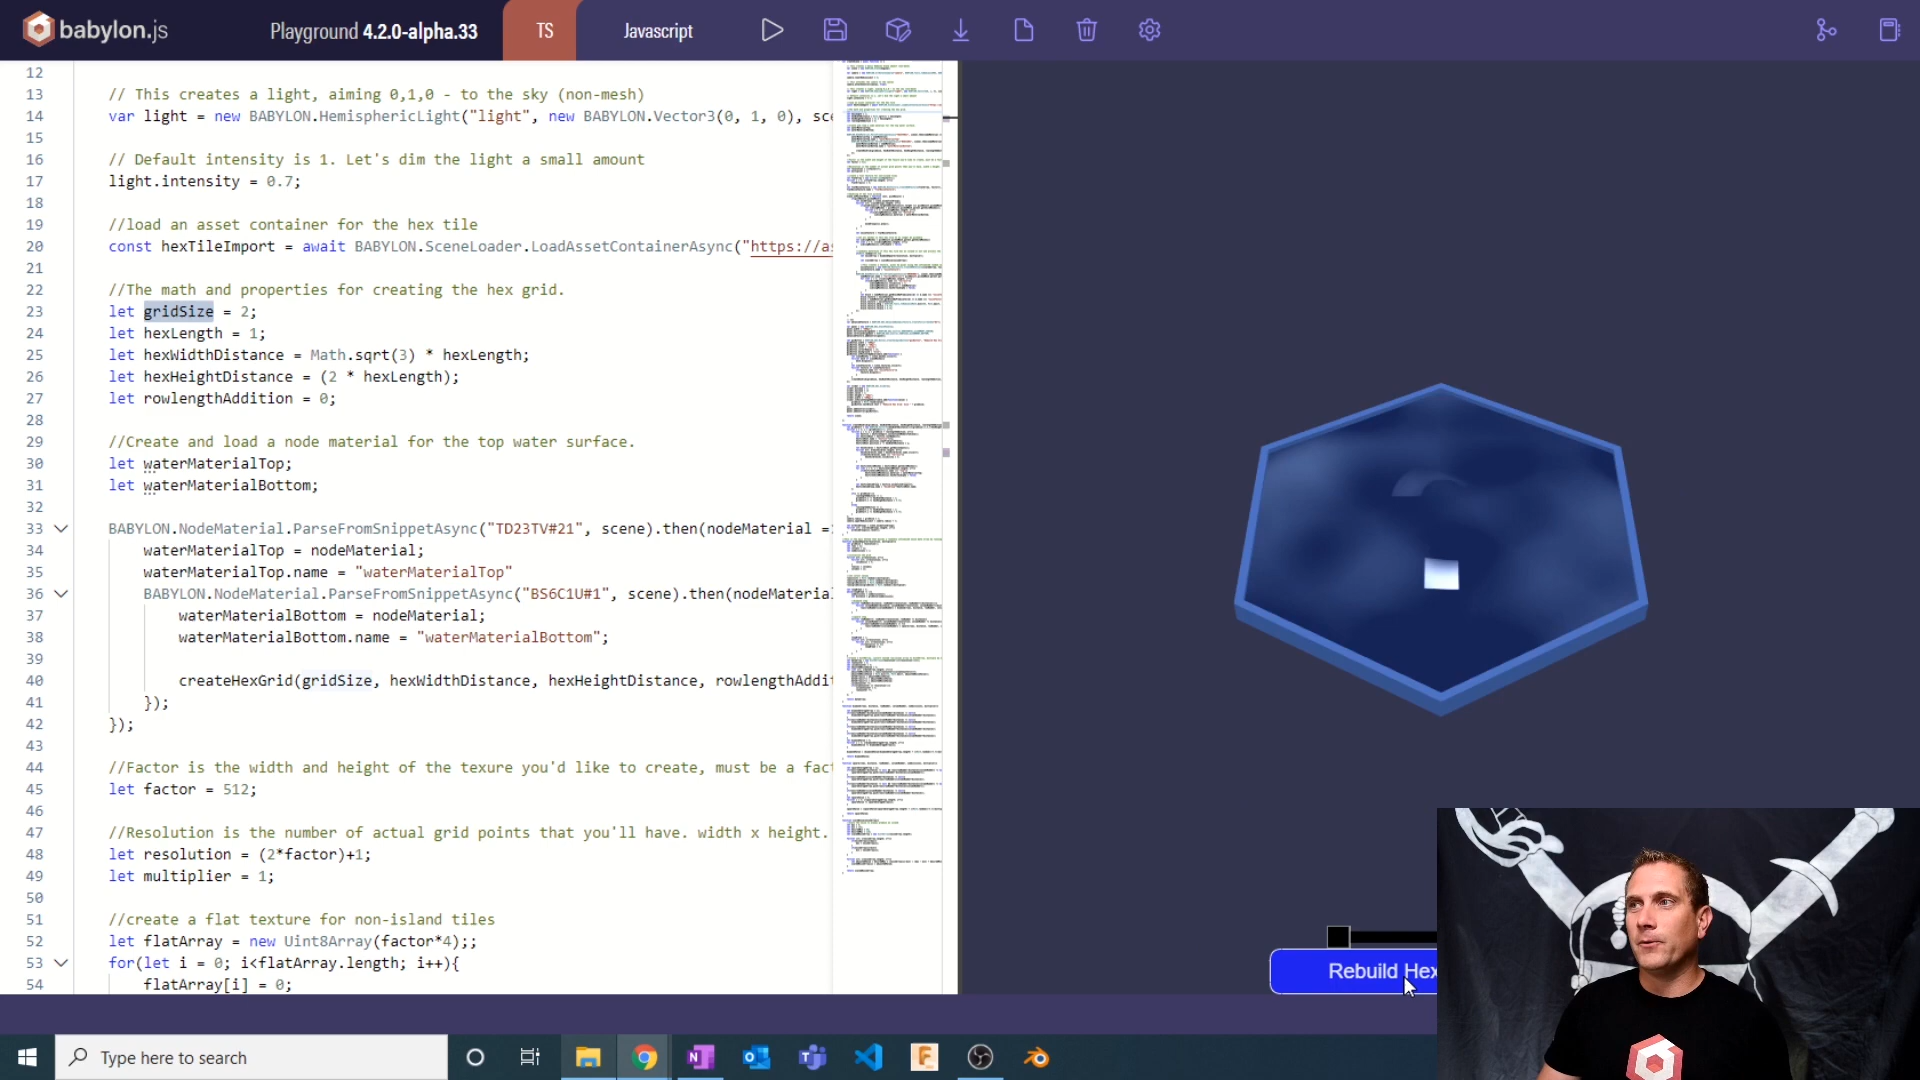 babylon.js
Playground 4.2.0-alpha.33
TS
Javascript
12
13 // This creates a light, aiming 0,1,0 - to the sky (non-mesh)
14 var light = new BABYLON.HemisphericLight("light", new BABYLON.Vector3(0, 1, 0), sce
15
16 // Default intensity is 1. Let's dim the light a small amount
17 light.intensity = 0.7;
18
19 //load an asset container for the hex tile
20 const hexTileImport = await BABYLON.SceneLoader.LoadAssetContainerAsync("https://as
21
22 //The math and properties for creating the hex grid.
23 let gridSize = 2;
24 let hexLength = 1;
25 let hexWidthDistance = Math.sqrt(3) * hexLength;
26 let hexHeightDistance = (2 * hexLength);
27 let rowlengthAddition = 0;
28
29 //Create and load a node material for the top water surface.
30 let waterMaterialTop;
31 let waterMaterialBottom;
32
33 BABYLON.NodeMaterial.ParseFromSnippetAsync("TD23TV#21", scene).then(nodeMaterial =
34 waterMaterialTop = nodeMaterial;
35 waterMaterialTop.name = "waterMaterialTop"
36 BABYLON.NodeMaterial.ParseFromSnippetAsync("BS6C1U#1", scene).then(nodeMaterial
37 waterMaterialBottom = nodeMaterial;
38 waterMaterialBottom.name = "waterMaterialBottom";
39
40 createHexGrid(gridSize, hexWidthDistance, hexHeightDistance, rowlengthAddit
41 });
42 });
43
44 //Factor is the width and height of the texure you'd like to create, must be a fact
45 let factor = 512;
46
47 //Resolution is the number of actual grid points that you'll have. width x height.
48 let resolution = (2*factor)+1;
49 let multiplier = 1;
50
51 //create a flat texture for non-island tiles
52 let flatArray = new Uint8Array(factor*4);;
53 for(let i = 0; i<flatArray.length; i++){
54 flatArray[i] = 0;
Rebuild Hex
Type here to search